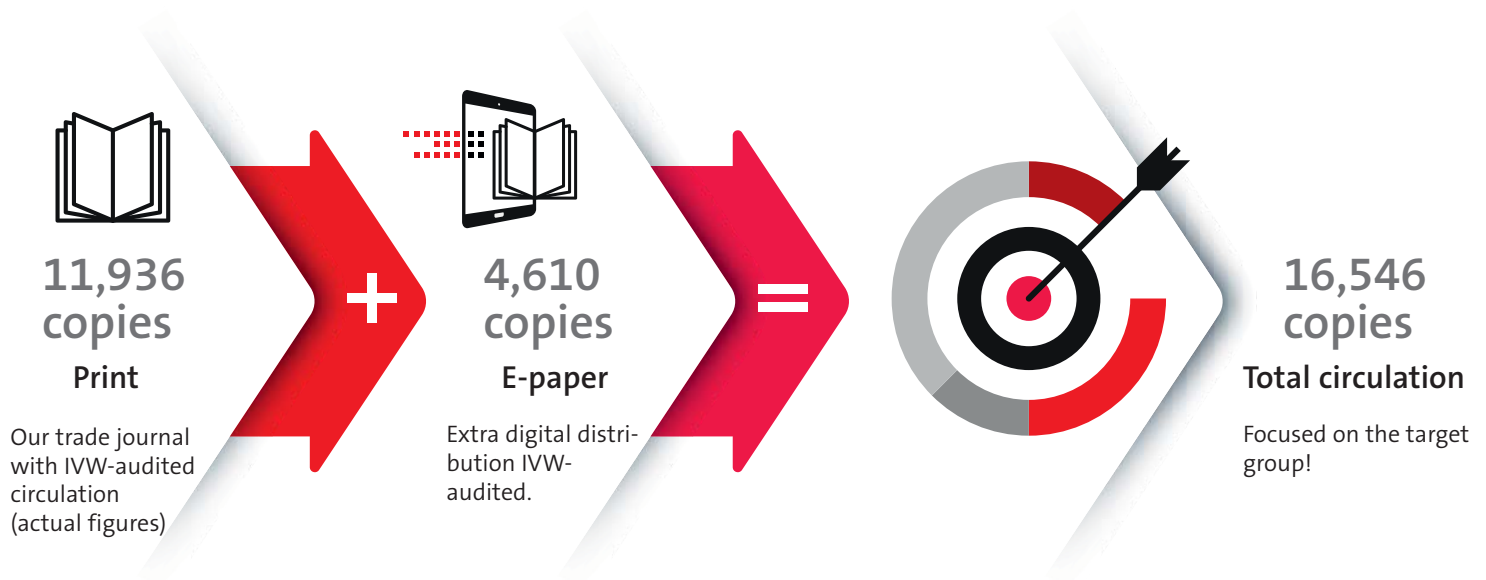 11,936
copies
Print
Our trade journal
with IVW-audited
circulation
(actual figures)
+
4,610
copies
E-paper
Extra digital distri-
bution IVW-
audited.
=
16,546
copies
Total circulation
Focused on the target
group!